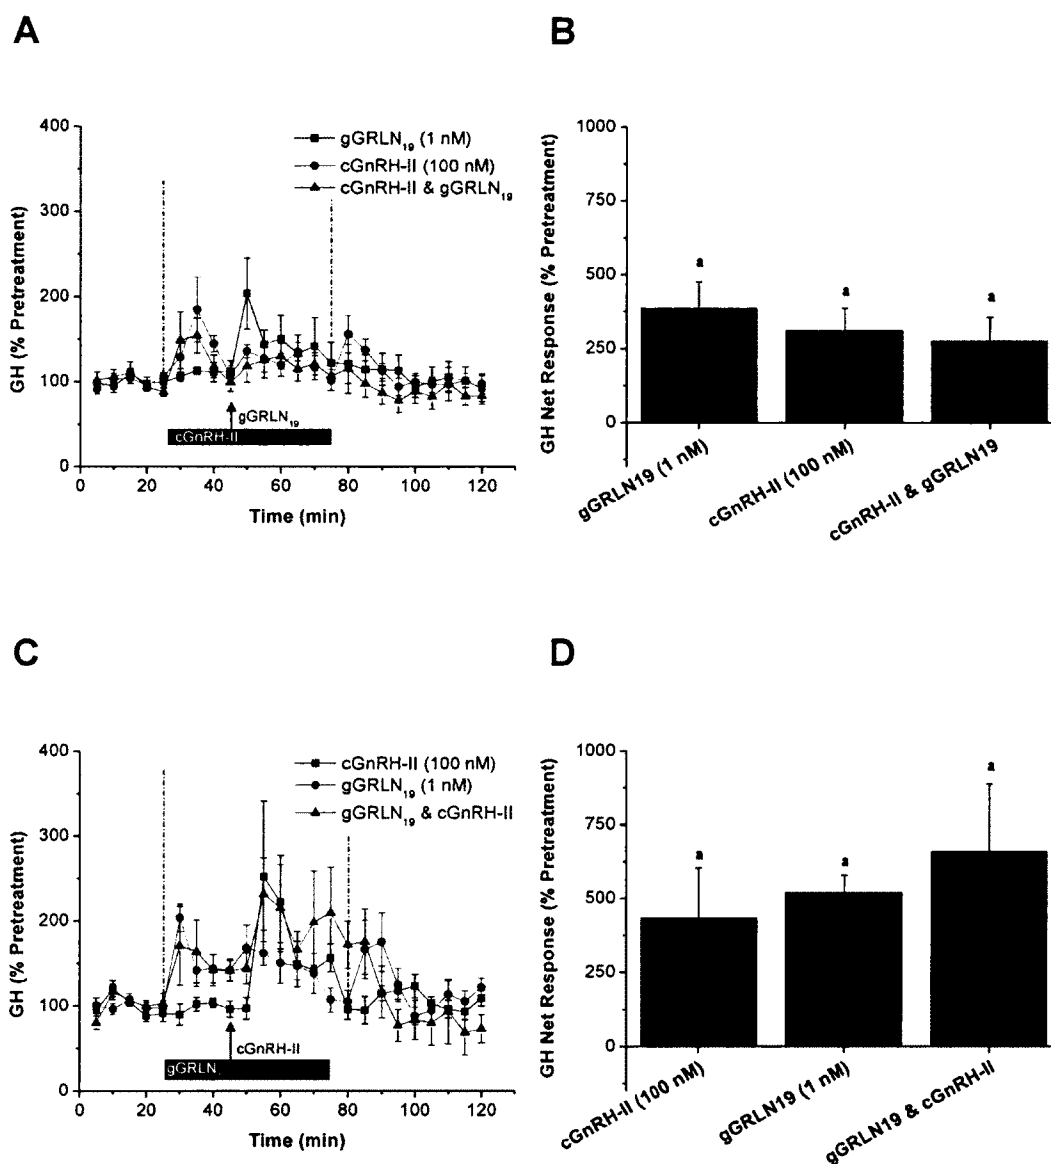 A
GH (% Pretreatment)
400
300
200
100
0
gGRLN₁₉ (1 nM)
cGnRH-II (100 nM)
cGnRH-II & gGRLN₁₉
gGRLN₁₉
cGnRH-II
0 20 40 60 80 100 120
Time (min)
B
GH Net Response (% Pretreatment)
1000
750
500
250
0
a
a
a
gGRLN19 (1 nM)
cGnRH-II (100 nM)
cGnRH-II & gGRLN19
C
GH (% Pretreatment)
400
300
200
100
0
cGnRH-II (100 nM)
gGRLN₁₉ (1 nM)
gGRLN₁₉ & cGnRH-II
cGnRH-II
gGRLN
0 20 40 60 80 100 120
Time (min)
D
GH Net Response (% Pretreatment)
1000
750
500
250
0
a
a
a
cGnRH-II (100 nM)
gGRLN19 (1 nM)
gGRLN19 & cGnRH-II